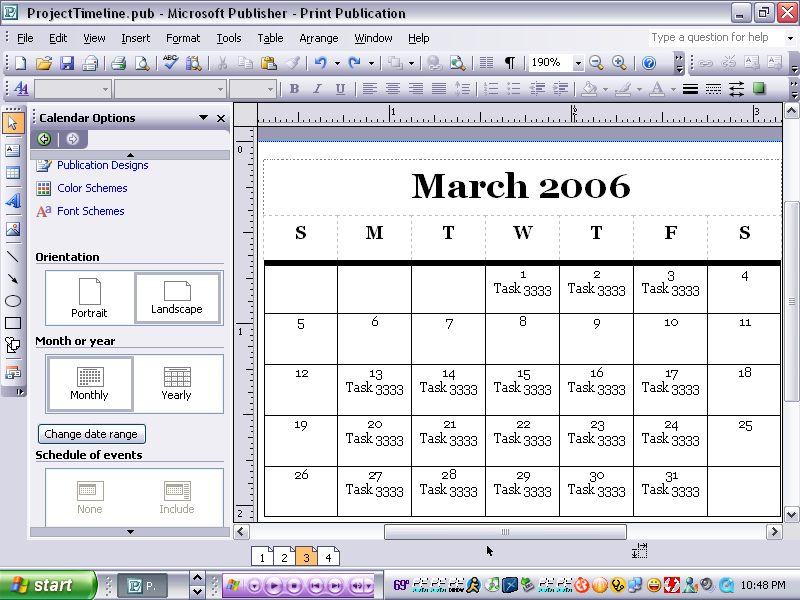 ProjectTimeline.pub - Microsoft Publisher - Print Publication
File Edit View Insert Format Tools Table Arrange Window Help Type a question for help
190%
B I U
Calendar Options
Publication Designs
Color Schemes
Font Schemes
Orientation
Portrait Landscape
Month or year
Monthly Yearly
Change date range
Schedule of events
None Include
1 2 3
0
1
2
March 2006
S M T W T F S
1 2 3 4
Task 3333 Task 3333 Task 3333
5 6 7 8 9 10 11
12 13 14 15 16 17 18
Task 3333 Task 3333 Task 3333 Task 3333 Task 3333
19 20 21 22 23 24 25
Task 3333 Task 3333 Task 3333 Task 3333 Task 3333
26 27 28 29 30 31
Task 3333 Task 3333 Task 3333 Task 3333 Task 3333
1 2 3 4
start P. 69° 10:48 PM